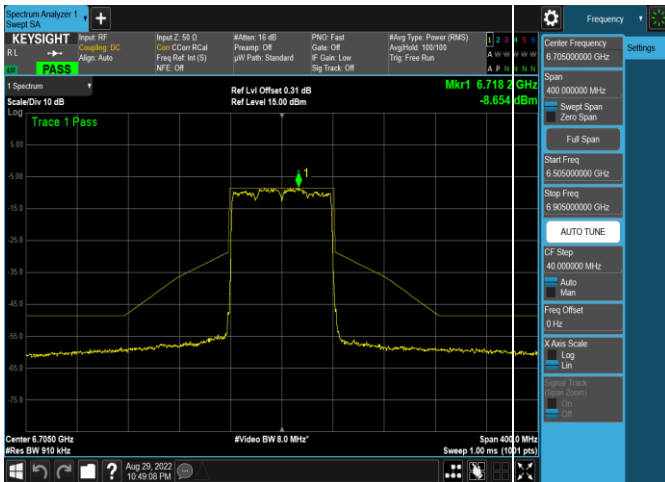 Spectrum Analyzer 1
Swept SA
Frequency
KEYSIGHT
R L
LV
PASS
Input: RF
Coupling: DC
Align: Auto
Input Z: 50 Ω
Corr CCorr RCal
Freq Ref: Int (S)
NFE: Off
#Atten: 16 dB
Preamp: Off
µW Path: Standard
PNO: Fast
Gate: Off
IF Gain: Low
Sig Track: Off
#Avg Type: Power (RMS)
Avg|Hold: 100/100
Trig: Free Run
1 2 3 4 5 6
A W W W W W
A P N N N N
1 Spectrum
Scale/Div 10 dB
Log
Ref Lvl Offset 0.31 dB
Ref Level 15.00 dBm
Mkr1 6.718 2 GHz
-8.654 dBm
Trace 1 Pass
1
5.00
-5.00
-15.0
-25.0
-35.0
-45.0
-55.0
-65.0
-75.0
Center 6.7050 GHz
#Res BW 910 kHz
#Video BW 8.0 MHz*
Span 400.0 MHz
Sweep 1.00 ms (1001 pts)
Aug 29, 2022
10:49:08 PM
?
Center Frequency
6.705000000 GHz
Settings
Span
400.000000 MHz
Swept Span
Zero Span
Full Span
Start Freq
6.505000000 GHz
Stop Freq
6.905000000 GHz
AUTO TUNE
CF Step
40.000000 MHz
Auto
Man
Freq Offset
0 Hz
X Axis Scale
Log
Lin
Signal Track
(Span Zoom)
On
Off